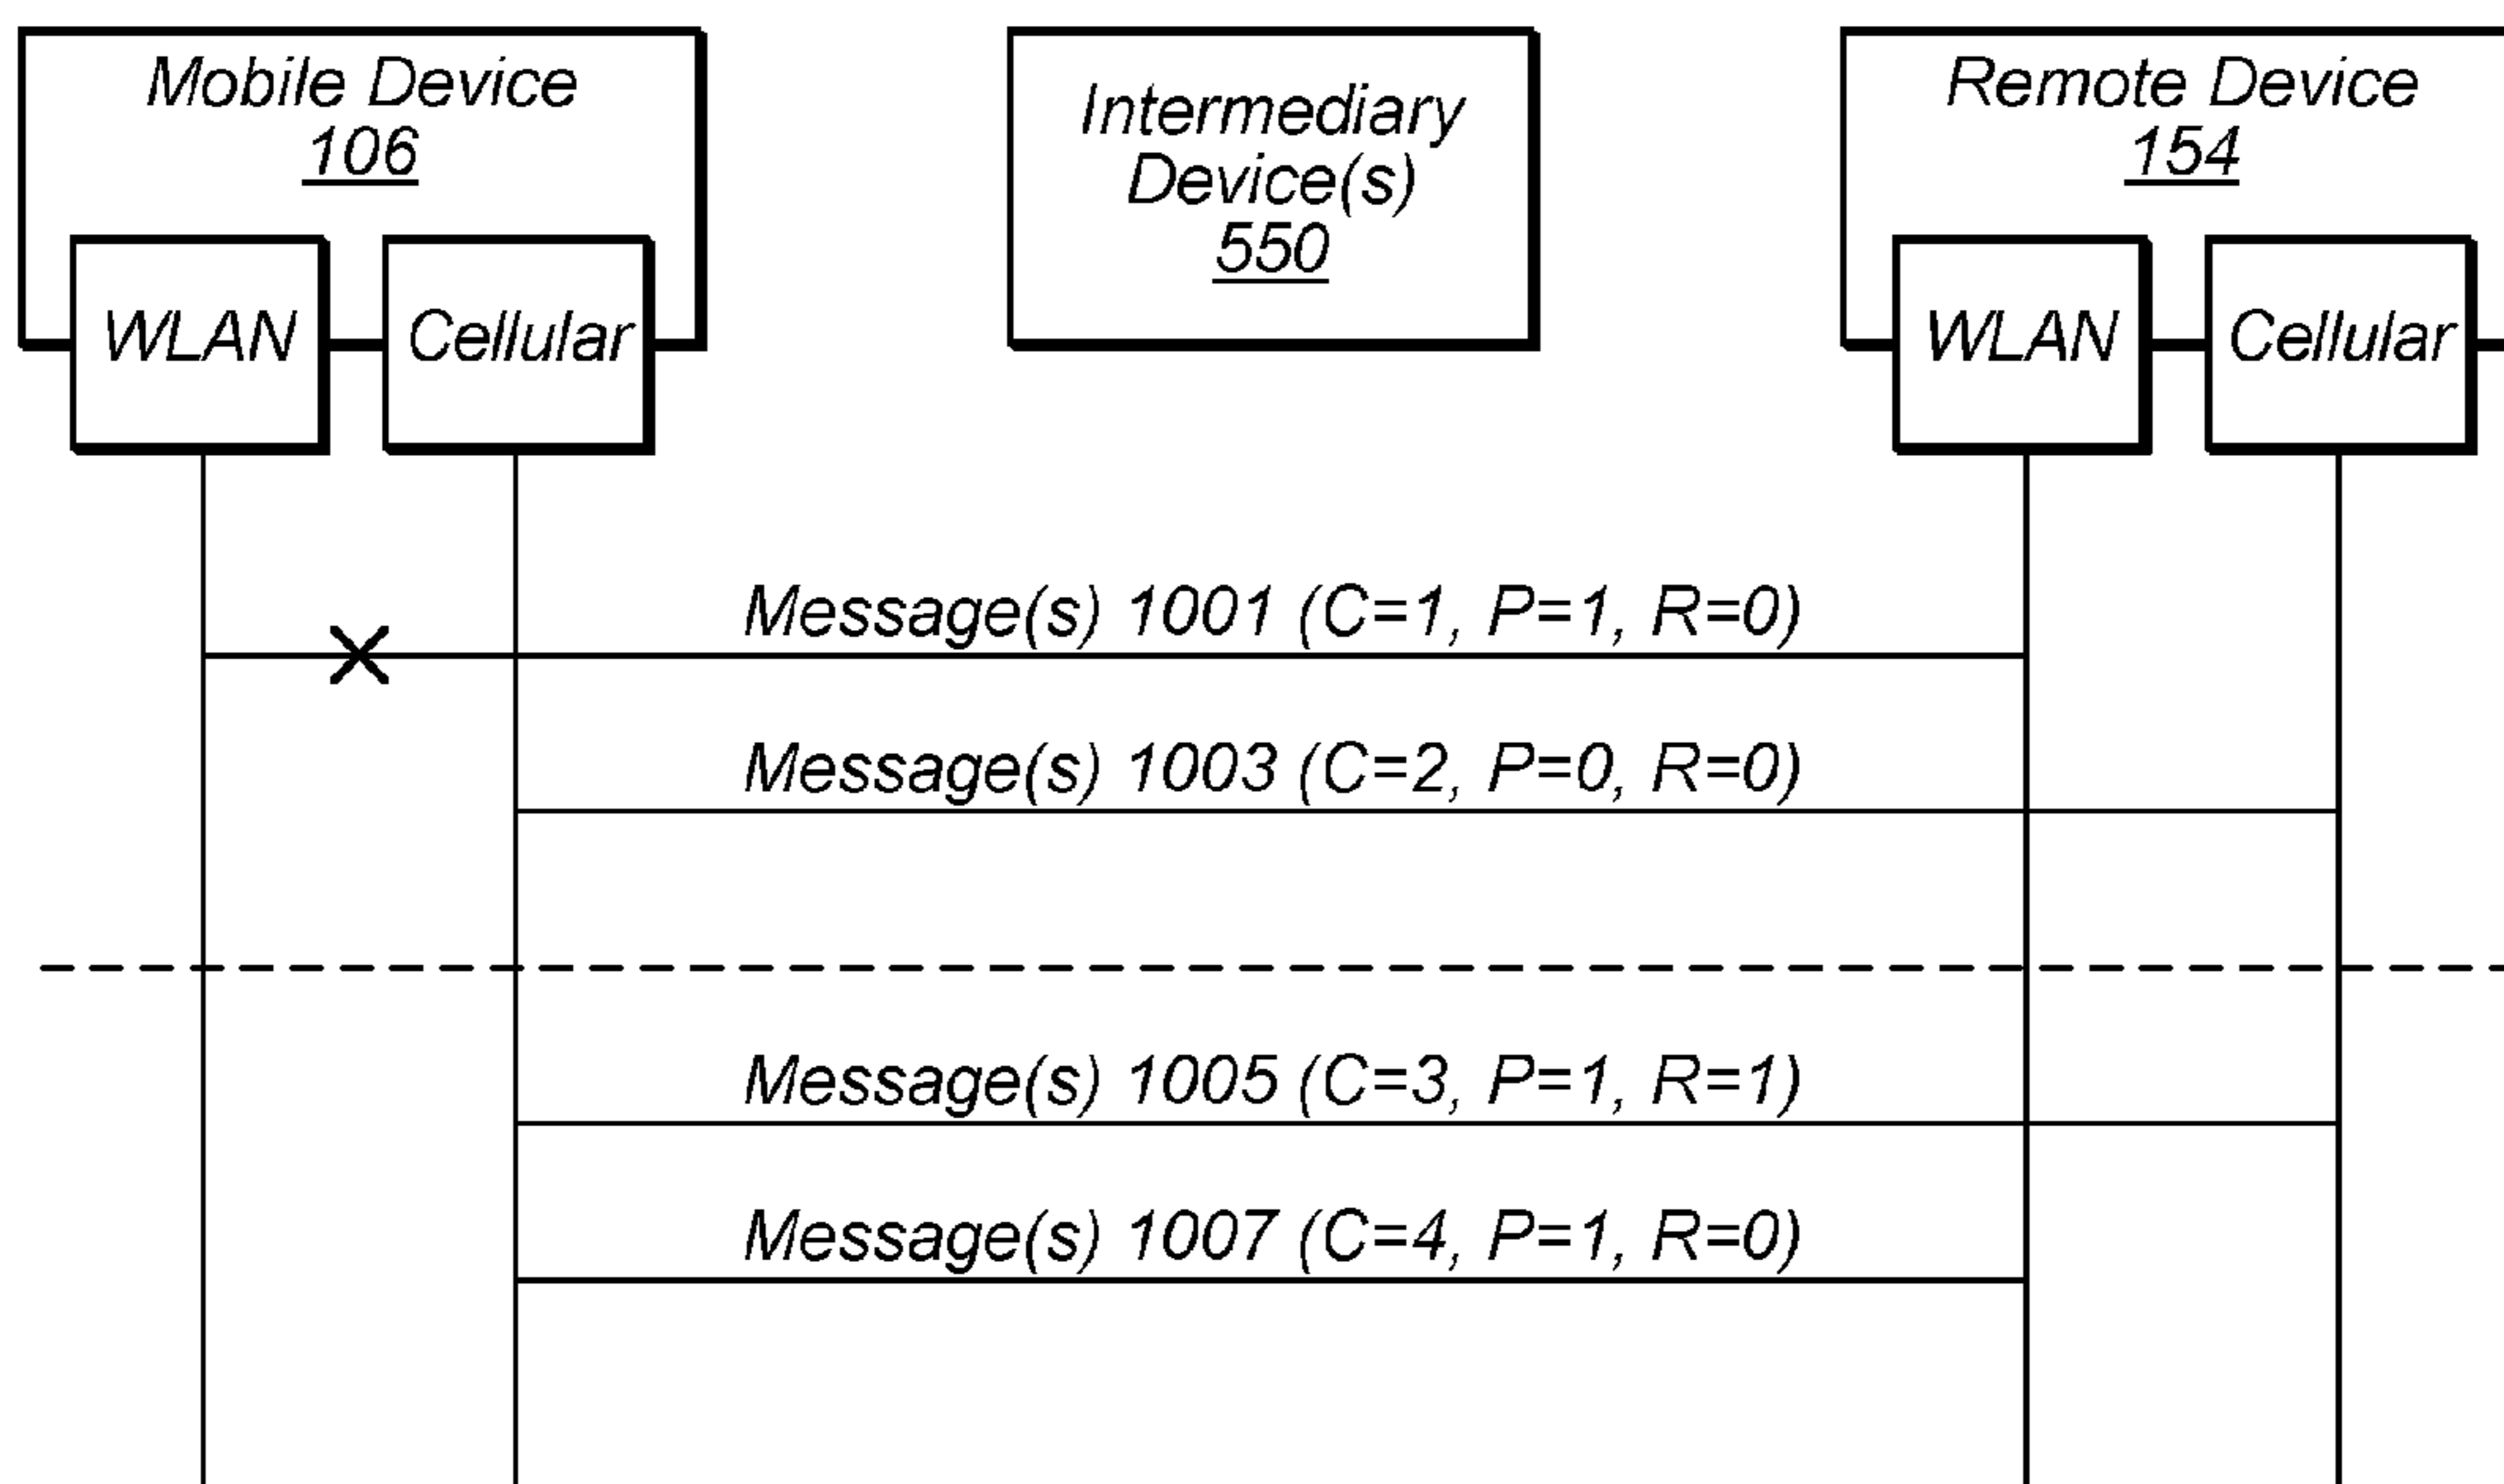 Mobile Device
106
WLAN
Cellular
Intermediary
Device(s)
550
Remote Device
154
WLAN
Cellular
Message(s) 1001 (C=1, P=1, R=0)
Message(s) 1003 (C=2, P=0, R=0)
Message(s) 1005 (C=3, P=1, R=1)
Message(s) 1007 (C=4, P=1, R=0)